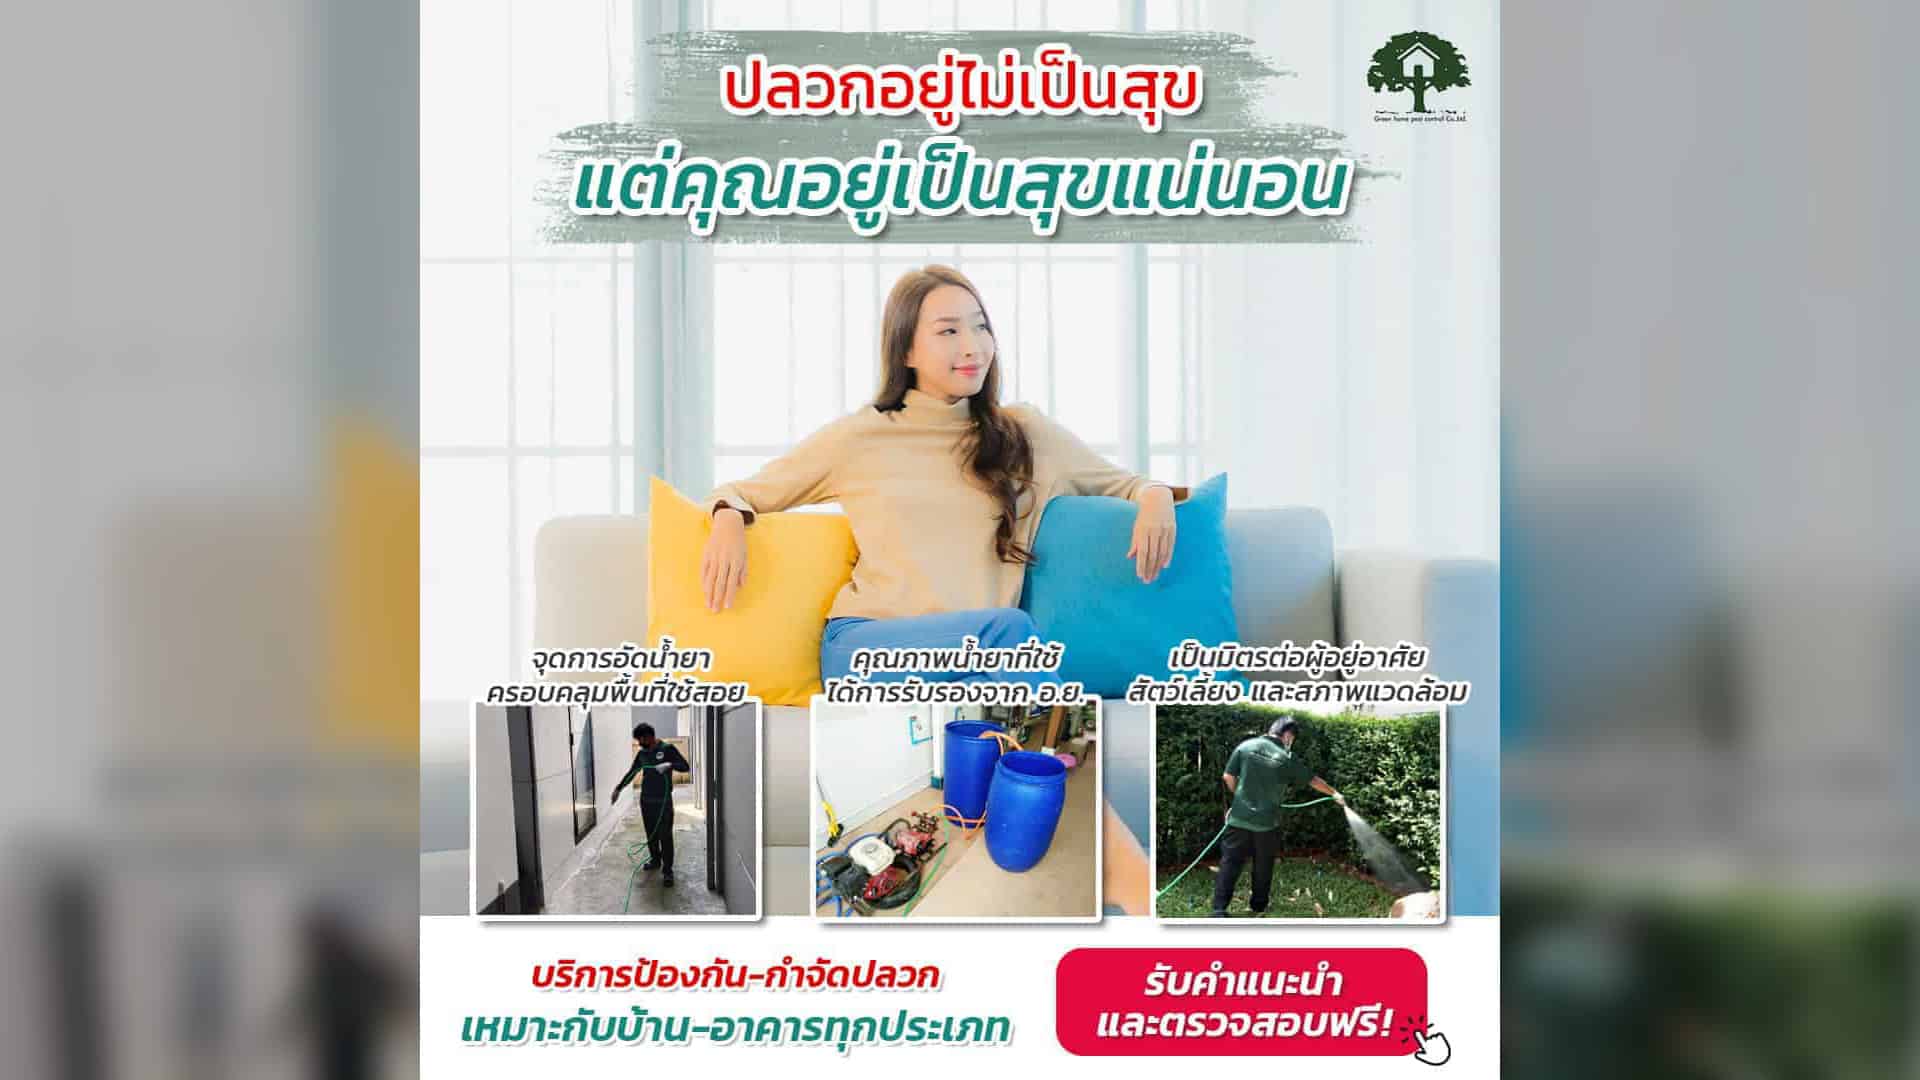 ปลวกอยู่ไม่เป็นสุข
แต่คุณอยู่เป็นสุขแน่นอน
Green home pest control Co.,Ltd.
จุดการอัดน้ำยา
ครอบคลุมพื้นที่ใช้สอย
คุณภาพน้ำยาที่ใช้
ได้การรับรองจาก อ.ย.
เป็นมิตรต่อผู้อยู่อาศัย
สัตว์เลี้ยง และสภาพแวดล้อม
บริการป้องกัน-กำจัดปลวก
เหมาะกับบ้าน-อาคารทุกประเภท
รับคำแนะนำ
และตรวจสอบฟรี!